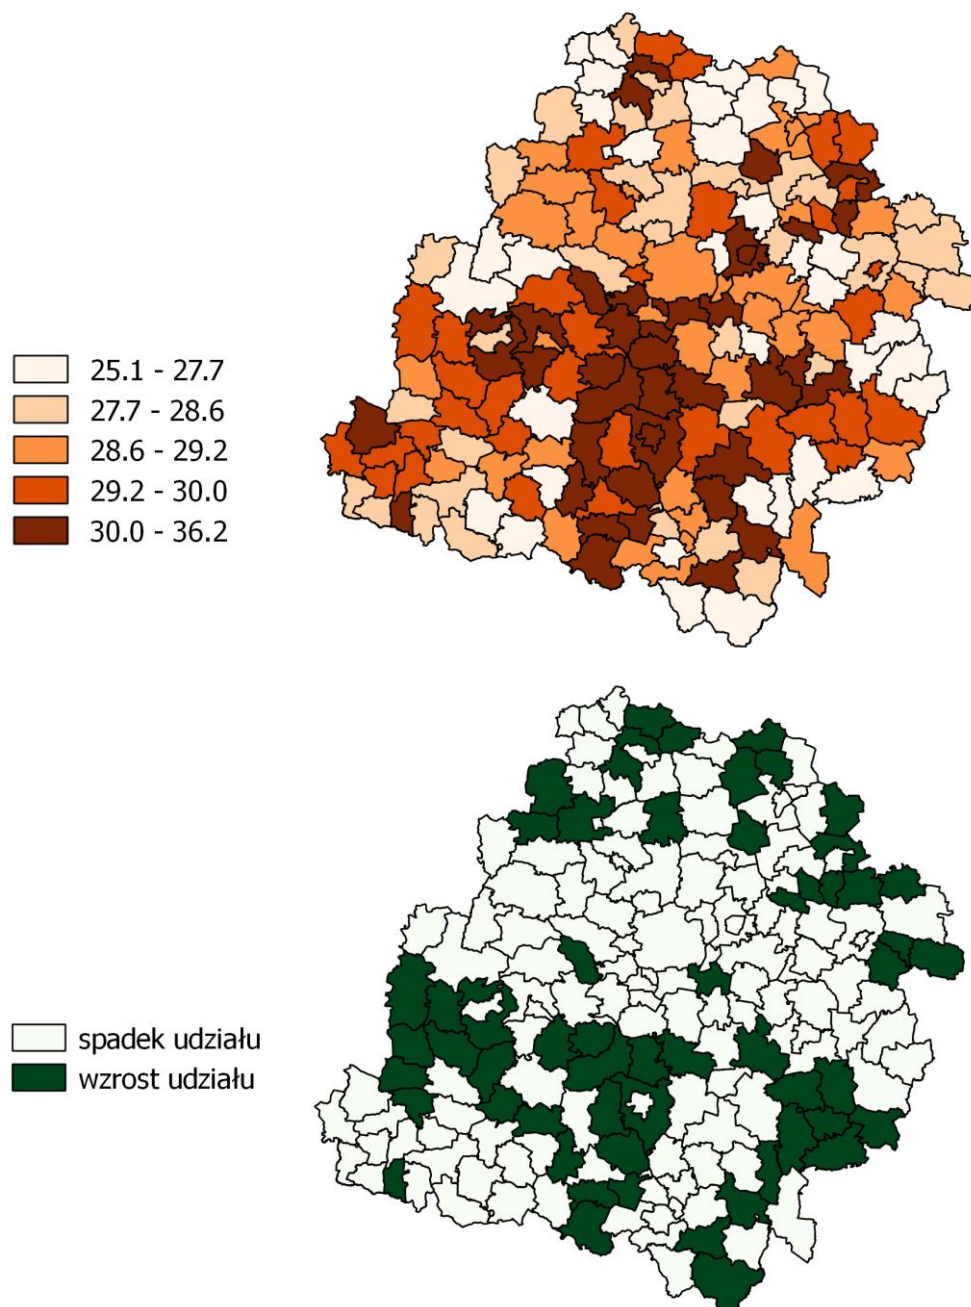 25.1 - 27.7
27.7 - 28.6
28.6 - 29.2
29.2 - 30.0
30.0 - 36.2
spadek udziału
wzrost udziału